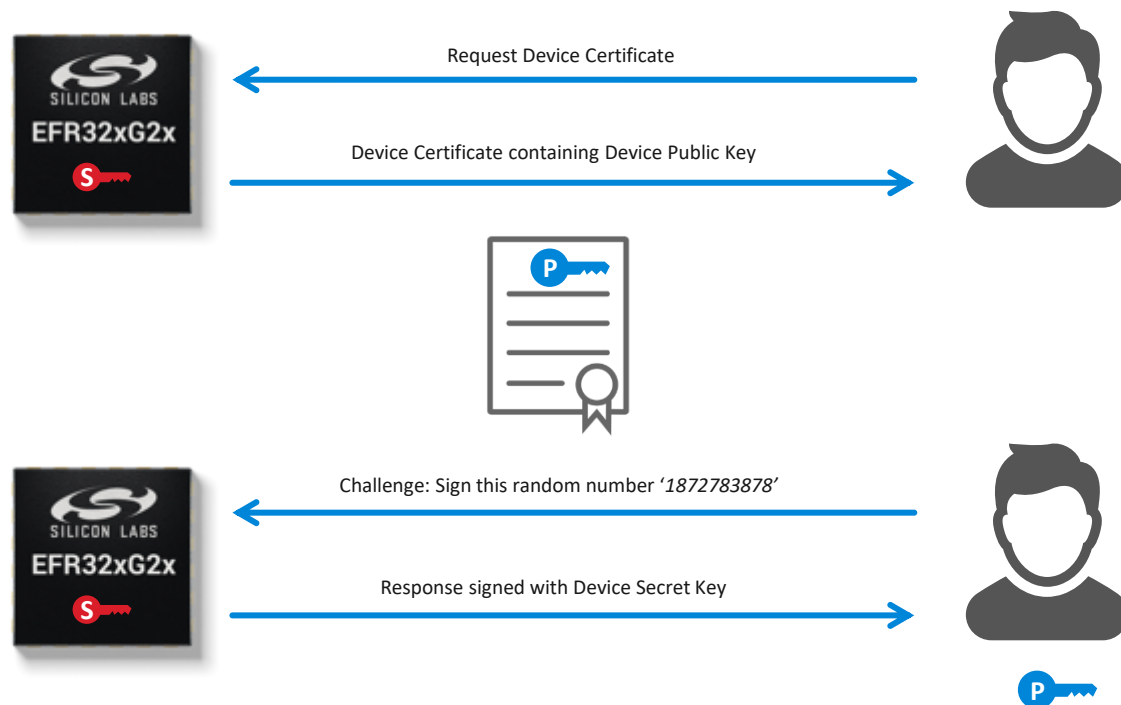 Request Device Certificate
SILICON LABS
EFR32xG2x
S
Device Certificate containing Device Public Key
P
Challenge: Sign this random number ‘1872783878’
SILICON LABS
EFR32xG2x
S
Response signed with Device Secret Key
P